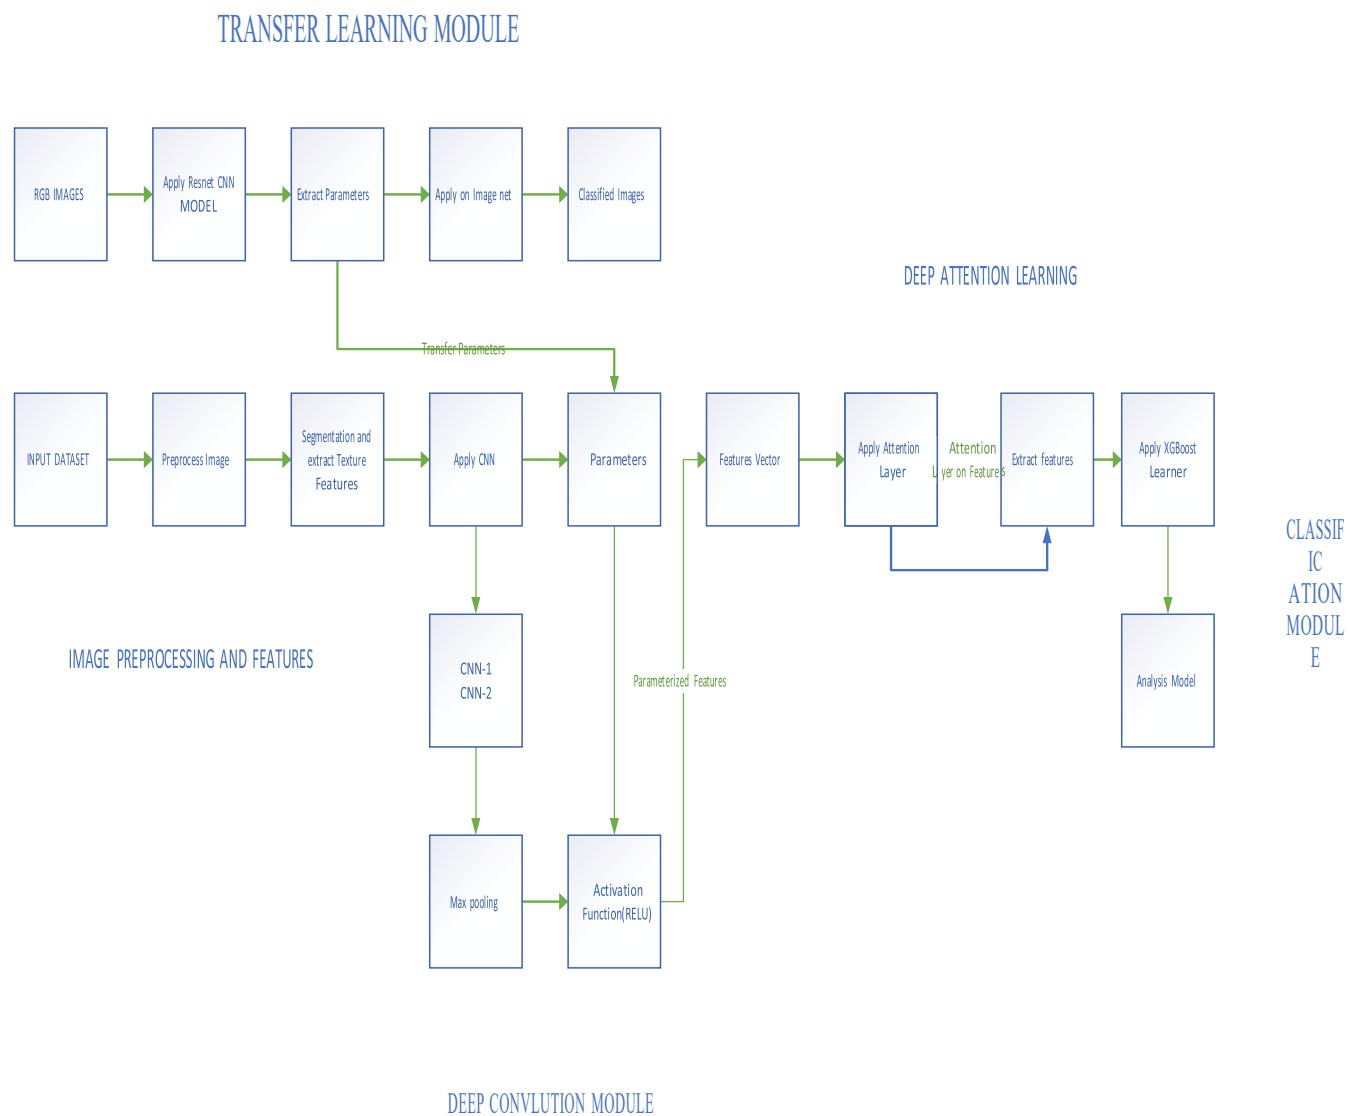 TRANSFER LEARNING MODULE
RGB IMAGES
Apply Resnet CNN
MODEL
Extract Parameters
Apply on Image net
Classified Images
DEEP ATTENTION LEARNING
Transfer Parameters
INPUT DATASET
Preprocess Image
Segmentation and
extract Texture
Features
Apply CNN
Parameters
Features Vector
Apply Attention
Layer
Attention
Layer on Features
Extract features
Apply XGBoost
Learner
CLASSIF
IC
ATION
MODUL
E
IMAGE PREPROCESSING AND FEATURES
CNN-1
CNN-2
Parameterized Features
Analysis Model
Max pooling
Activation
Function(RELU)
DEEP CONVLUTION MODULE